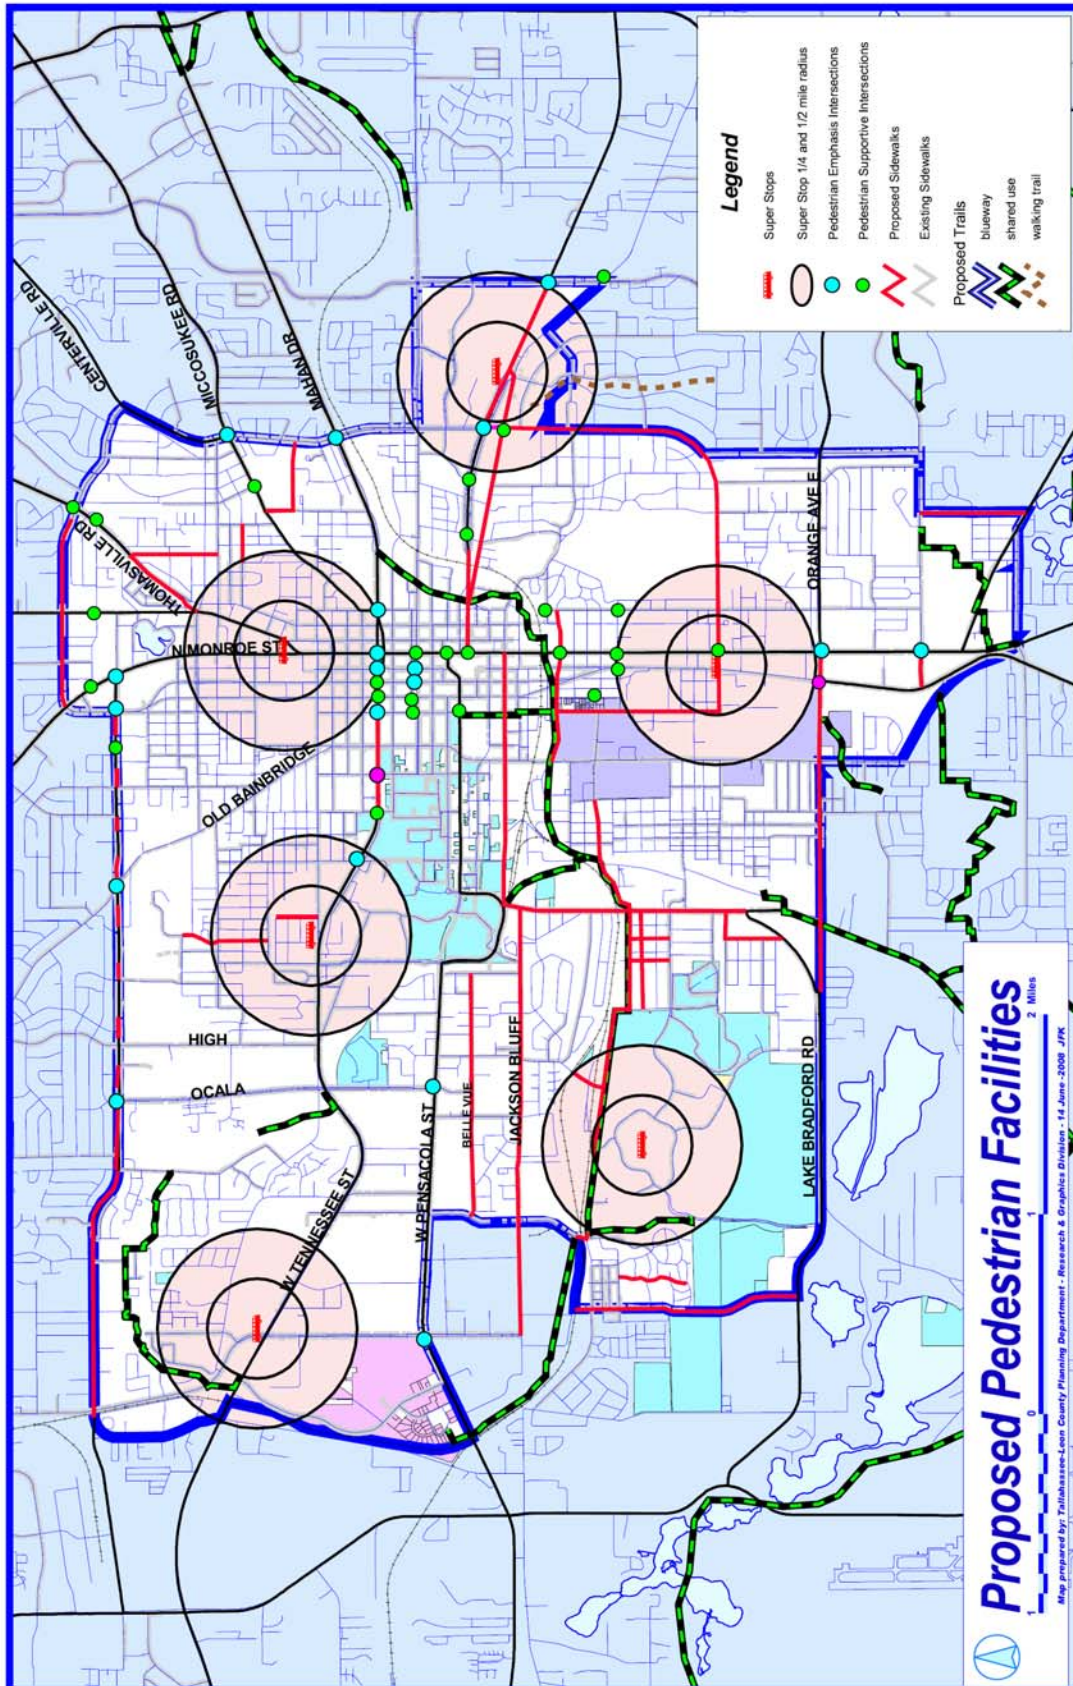 CENTERVILLE RD
MICCOSUKEE RD
MAHAN DR
THOMASVILLE RD
N MONROE ST
OLD BAINBRIDGE
HIGH
OCALA
W TENNESSEE ST
W PENSACOLA ST
BELLE VUE
JACKSON BLUFF
ORANGE AVE E
LAKE BRADFORD RD
Legend
Super Stops
Super Stop 1/4 and 1/2 mile radius
Pedestrian Emphasis Intersections
Pedestrian Supportive Intersections
Proposed Sidewalks
Existing Sidewalks
Proposed Trails
blueway
shared use
walking trail
Proposed Pedestrian Facilities
1 0 1 2 Miles
Map prepared by: Tallahassee-Leon County Planning Department - Research & Graphics Division - 14 June -2006 JFK